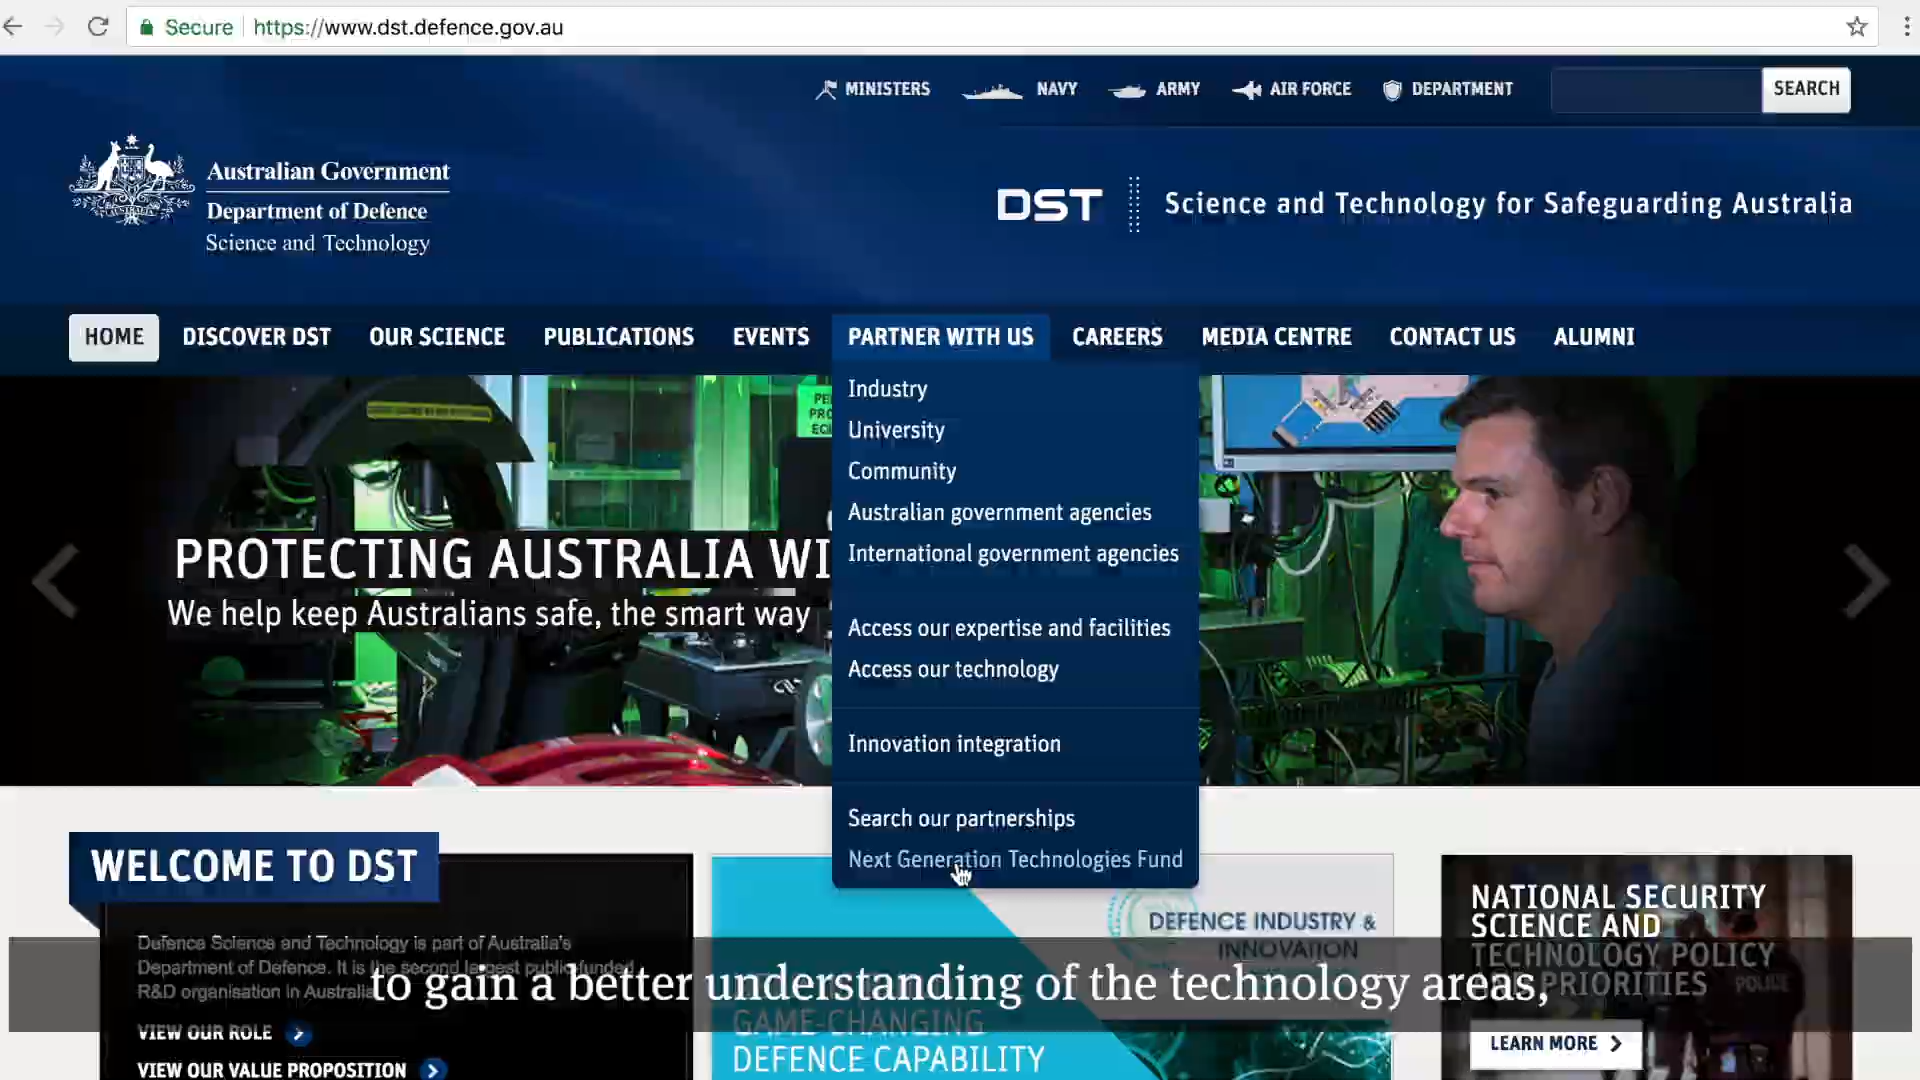 Secure https://www.dst.defence.gov.au
MINISTERS NAVY ARMY AIR FORCE DEPARTMENT SEARCH
Australian Government
Department of Defence
Science and Technology
DST Science and Technology for Safeguarding Australia
HOME DISCOVER DST OUR SCIENCE PUBLICATIONS EVENTS PARTNER WITH US CAREERS MEDIA CENTRE CONTACT US ALUMNI
Industry
University
Community
Australian government agencies
International government agencies
Access our expertise and facilities
Access our technology
Innovation integration
Search our partnerships
Next Generation Technologies Fund
PROTECTING AUSTRALIA WI
We help keep Australians safe, the smart way
WELCOME TO DST
Defence Science and Technology is part of Australia's
Department of Defence. It is the second largest public funded
R&D organisation in Australia
VIEW OUR ROLE
VIEW OUR VALUE PROPOSITION
DEFENCE INDUSTRY &
INNOVATION
GAME-CHANGING
DEFENCE CAPABILITY
NATIONAL SECURITY
SCIENCE AND
TECHNOLOGY POLICY
PRIORITIES
POLICE
LEARN MORE
to gain a better understanding of the technology areas,